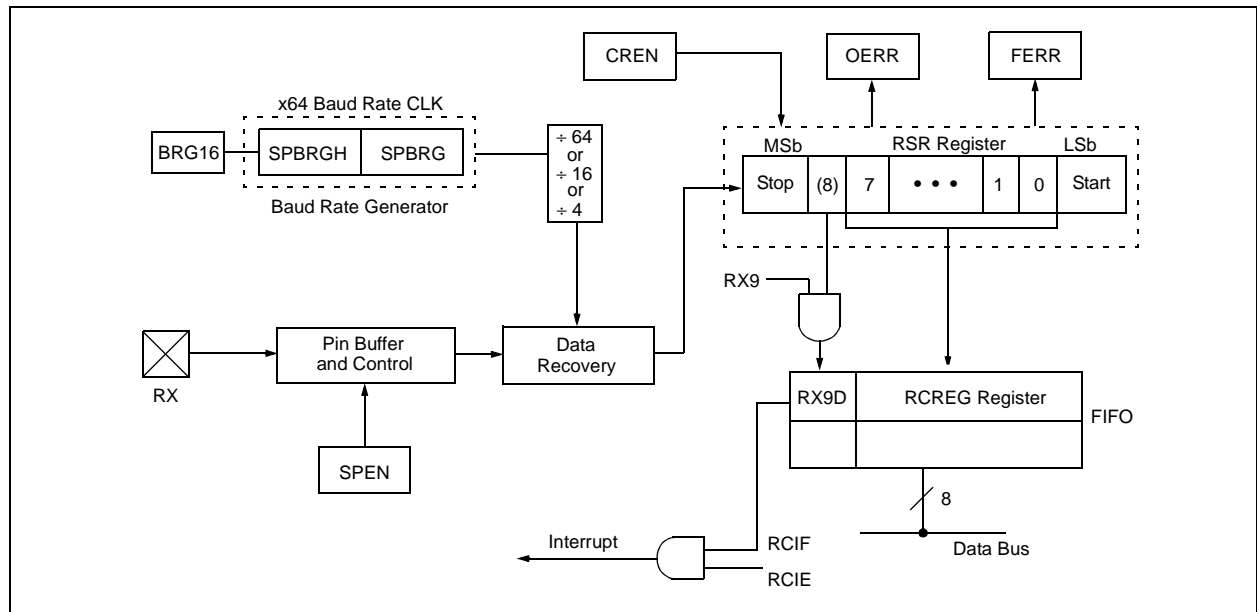 CREN
OERR
FERR
x64 Baud Rate CLK
BRG16
SPBRGH
SPBRG
Baud Rate Generator
÷ 64
or
÷ 16
or
÷ 4
MSb
RSR Register
LSb
Stop
(8)
7
• • •
1
0
Start
RX9
RX
Pin Buffer
and Control
Data
Recovery
SPEN
RX9D
RCREG Register
FIFO
8
Data Bus
Interrupt
RCIF
RCIE